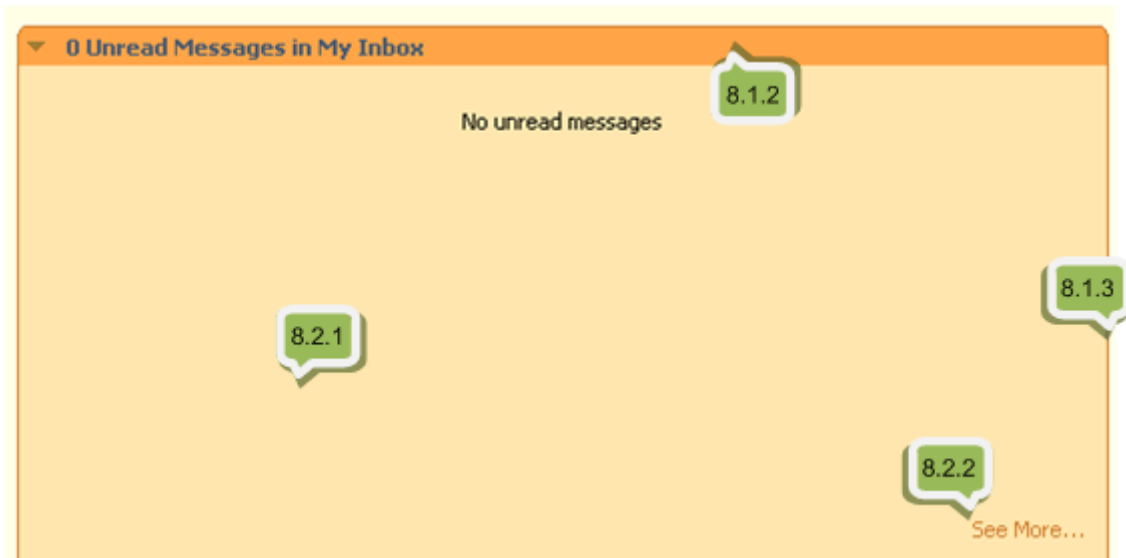 0 Unread Messages in My Inbox
8.1.2
No unread messages
8.1.3
8.2.1
8.2.2
See More...